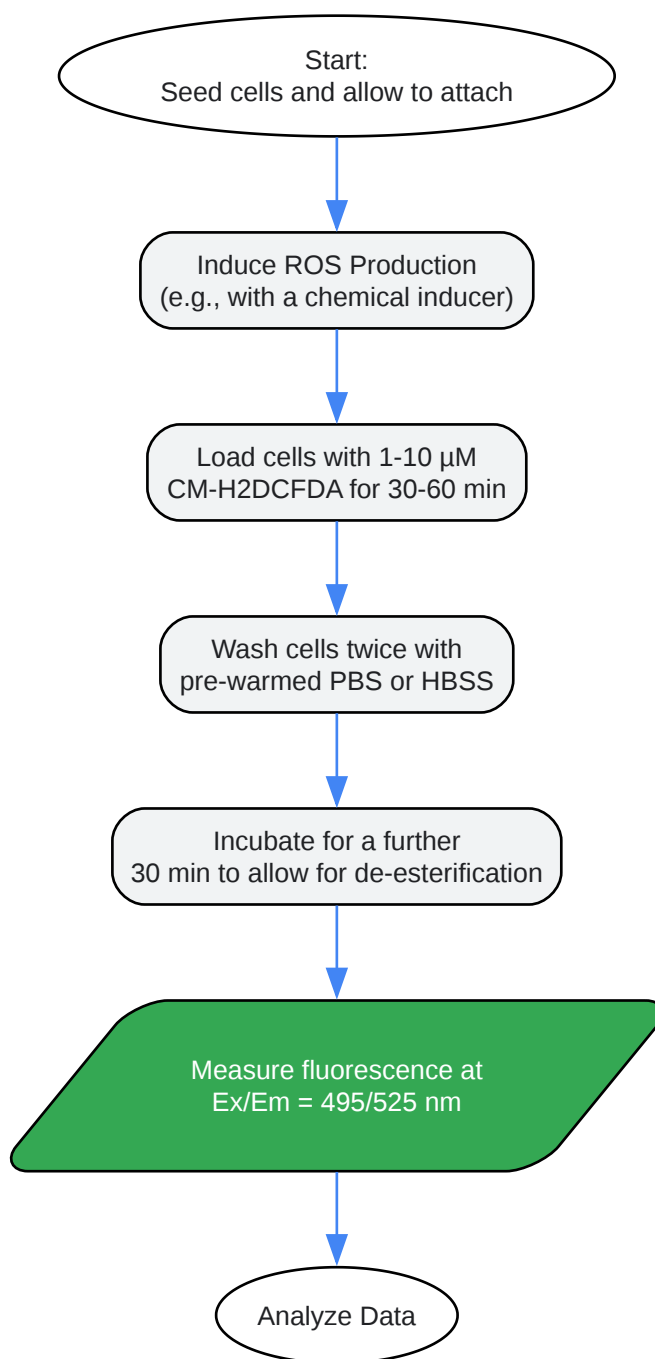 Start:
Seed cells and allow to attach
Induce ROS Production
(e.g., with a chemical inducer)
Load cells with 1-10 µM
CM-H2DCFDA for 30-60 min
Wash cells twice with
pre-warmed PBS or HBSS
Incubate for a further
30 min to allow for de-esterification
Measure fluorescence at
Ex/Em = 495/525 nm
Analyze Data